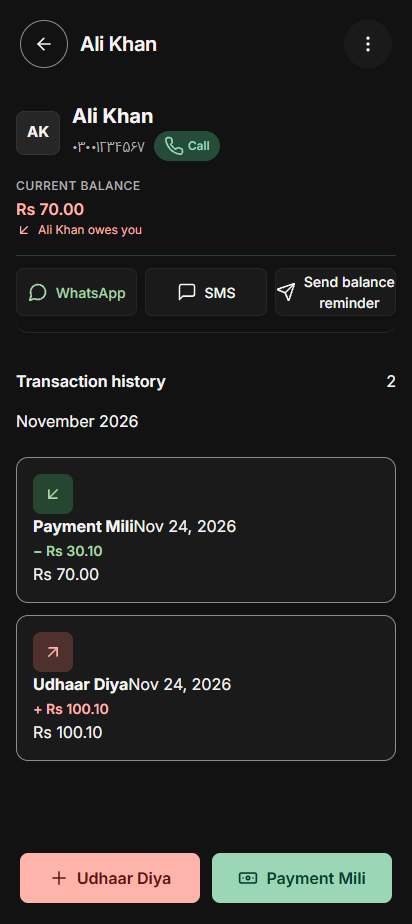 Ali Khan
AK
Ali Khan
۰۳۰۰۱۲۳۴۵۶۷
Call
CURRENT BALANCE
Rs 70.00
Ali Khan owes you
WhatsApp
SMS
Send balance
reminder
Transaction history
2
November 2026
Payment MiliNov 24, 2026
– Rs 30.10
Rs 70.00
Udhaar DiyaNov 24, 2026
+ Rs 100.10
Rs 100.10
Udhaar Diya
Payment Mili